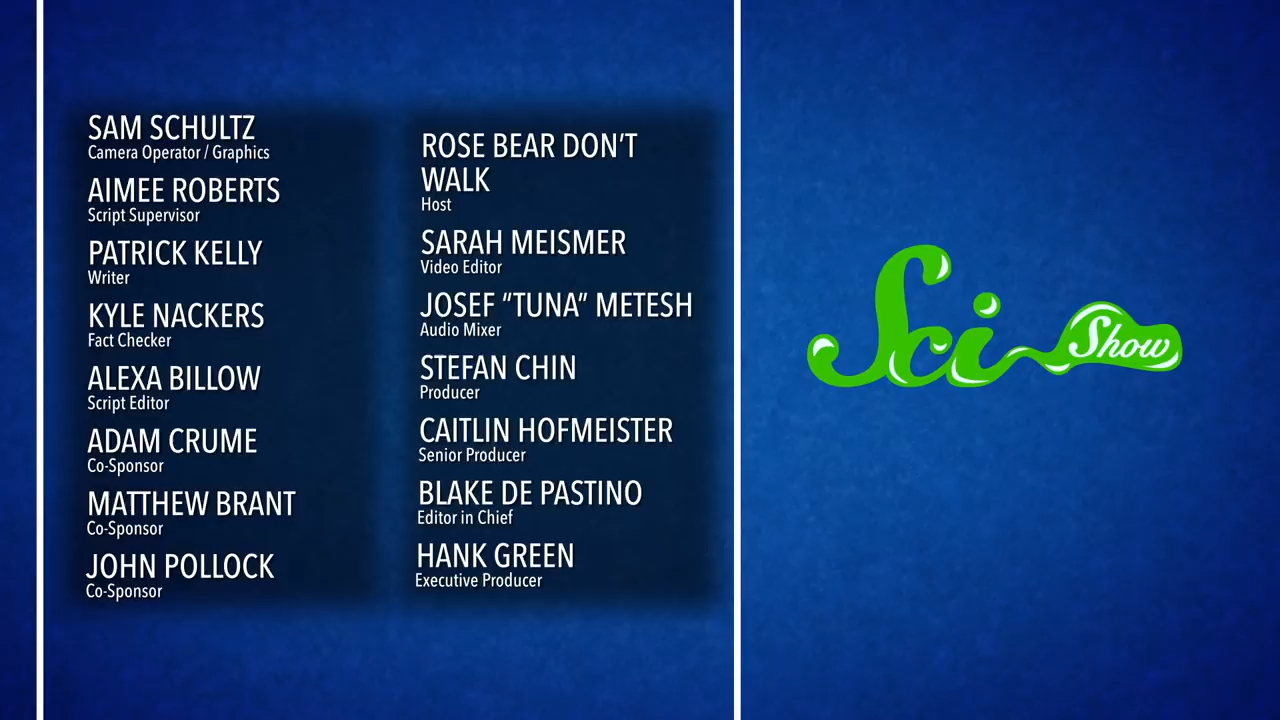 SAM SCHULTZ
Camera Operator / Graphics
AIMEE ROBERTS
Script Supervisor
PATRICK KELLY
Writer
KYLE NACKERS
Fact Checker
ALEXA BILLOW
Script Editor
ADAM CRUME
Co-Sponsor
MATTHEW BRANT
Co-Sponsor
JOHN POLLOCK
Co-Sponsor
ROSE BEAR DON’T
WALK
Host
SARAH MEISMER
Video Editor
JOSEF “TUNA” METESH
Audio Mixer
STEFAN CHIN
Producer
CAITLIN HOFMEISTER
Senior Producer
BLAKE DE PASTINO
Editor in Chief
HANK GREEN
Executive Producer
Sci Show